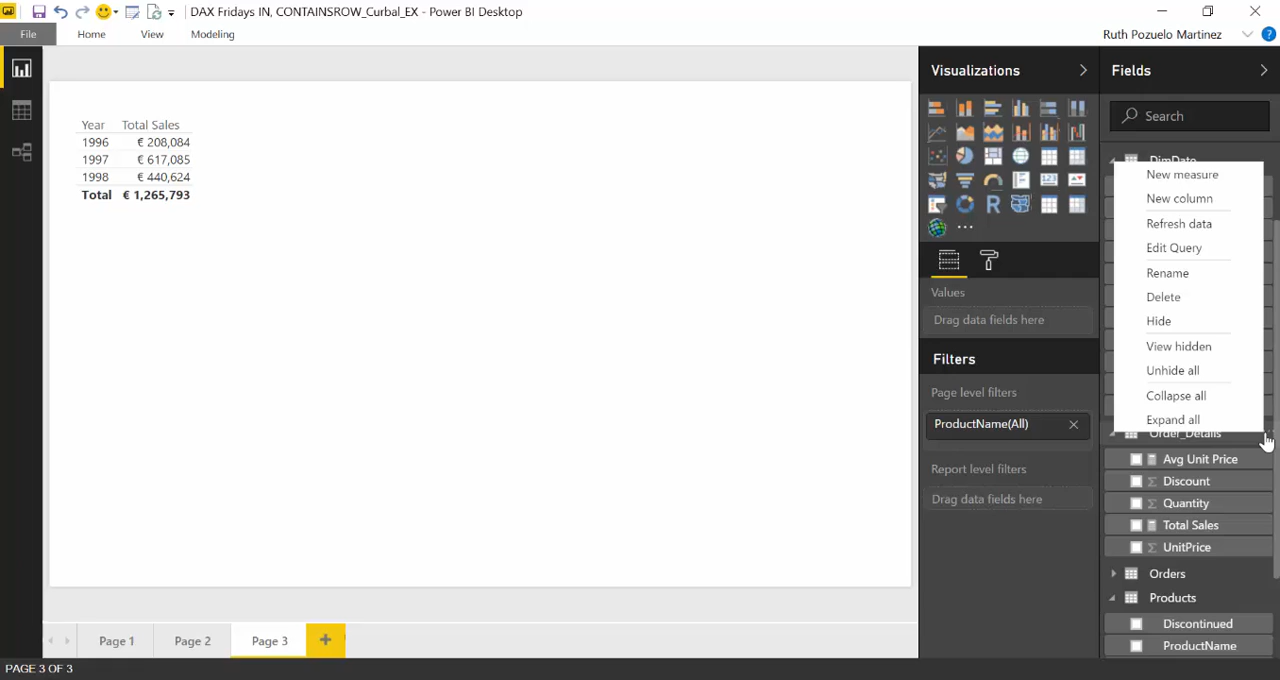 DAX Fridays IN, CONTAINSROW_Curbal_EX - Power BI Desktop
File Home View Modeling Ruth Pozuelo Martinez ?
Year Total Sales
1996 € 208,084
1997 € 617,085
1998 € 440,624
Total € 1,265,793
Visualizations
R
Values
Drag data fields here
Filters
Page level filters
ProductName(All)
Report level filters
Drag data fields here
Fields
Search
DimDate
New measure
New column
Refresh data
Edit Query
Rename
Delete
Hide
View hidden
Unhide all
Collapse all
Expand all
Order_Details
Avg Unit Price
Discount
Quantity
Total Sales
UnitPrice
Orders
Products
Discontinued
ProductName
Page 1 Page 2 Page 3 +
PAGE 3 OF 3